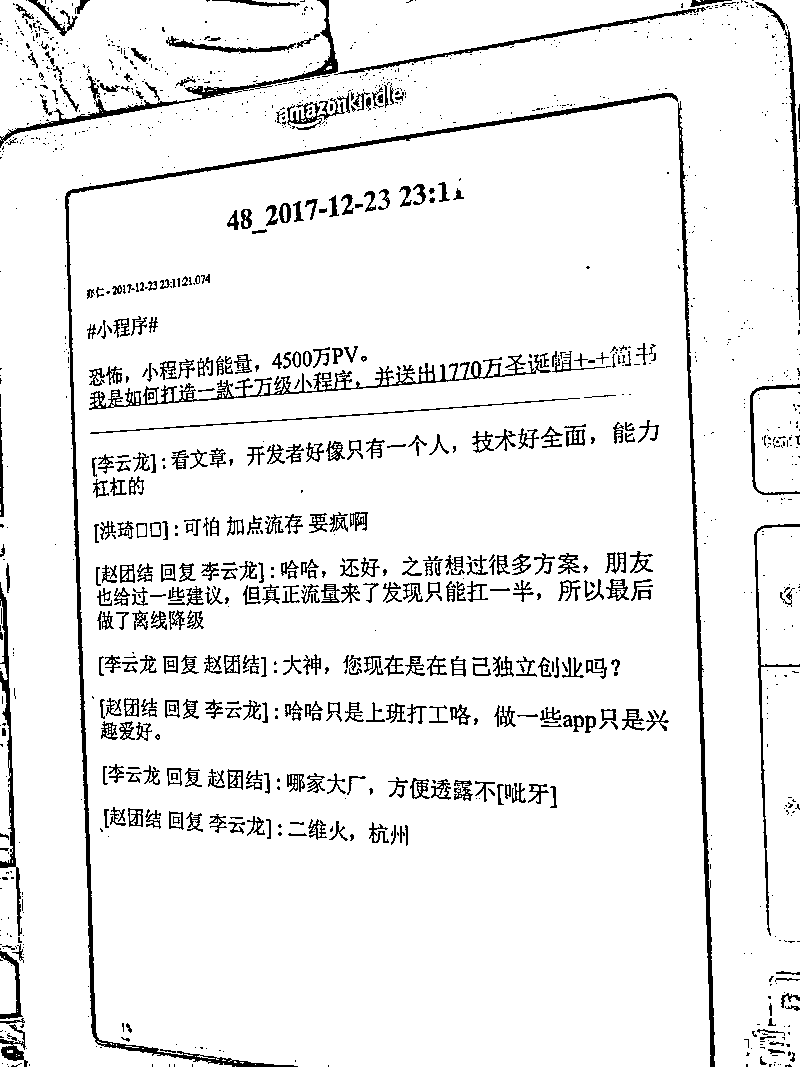 amazonkindle
48_2017-12-23 23:11
亦仁 - 2017-12-23 23:11:21.074
#小程序#
恐怖，小程序的能量，4500万PV。
我是如何打造一款千万级小程序，并送出1770万圣诞帽+-+简书
[李云龙] : 看文章，开发者好像只有一个人，技术好全面，能力
杠杠的
[洪琦□□] : 可怕 加点流存 要疯啊
[赵团结 回复 李云龙] : 哈哈，还好，之前想过很多方案，朋友
也给过一些建议，但真正流量来了发现只能扛一半，所以最后
做了离线降级
[李云龙 回复 赵团结] : 大神，您现在是在自己独立创业吗？
[赵团结 回复 李云龙] : 哈哈只是上班打工咯，做一些app只是兴
趣爱好。
[李云龙 回复 赵团结] : 哪家大厂，方便透露不[呲牙]
[赵团结 回复 李云龙] : 二维火，杭州